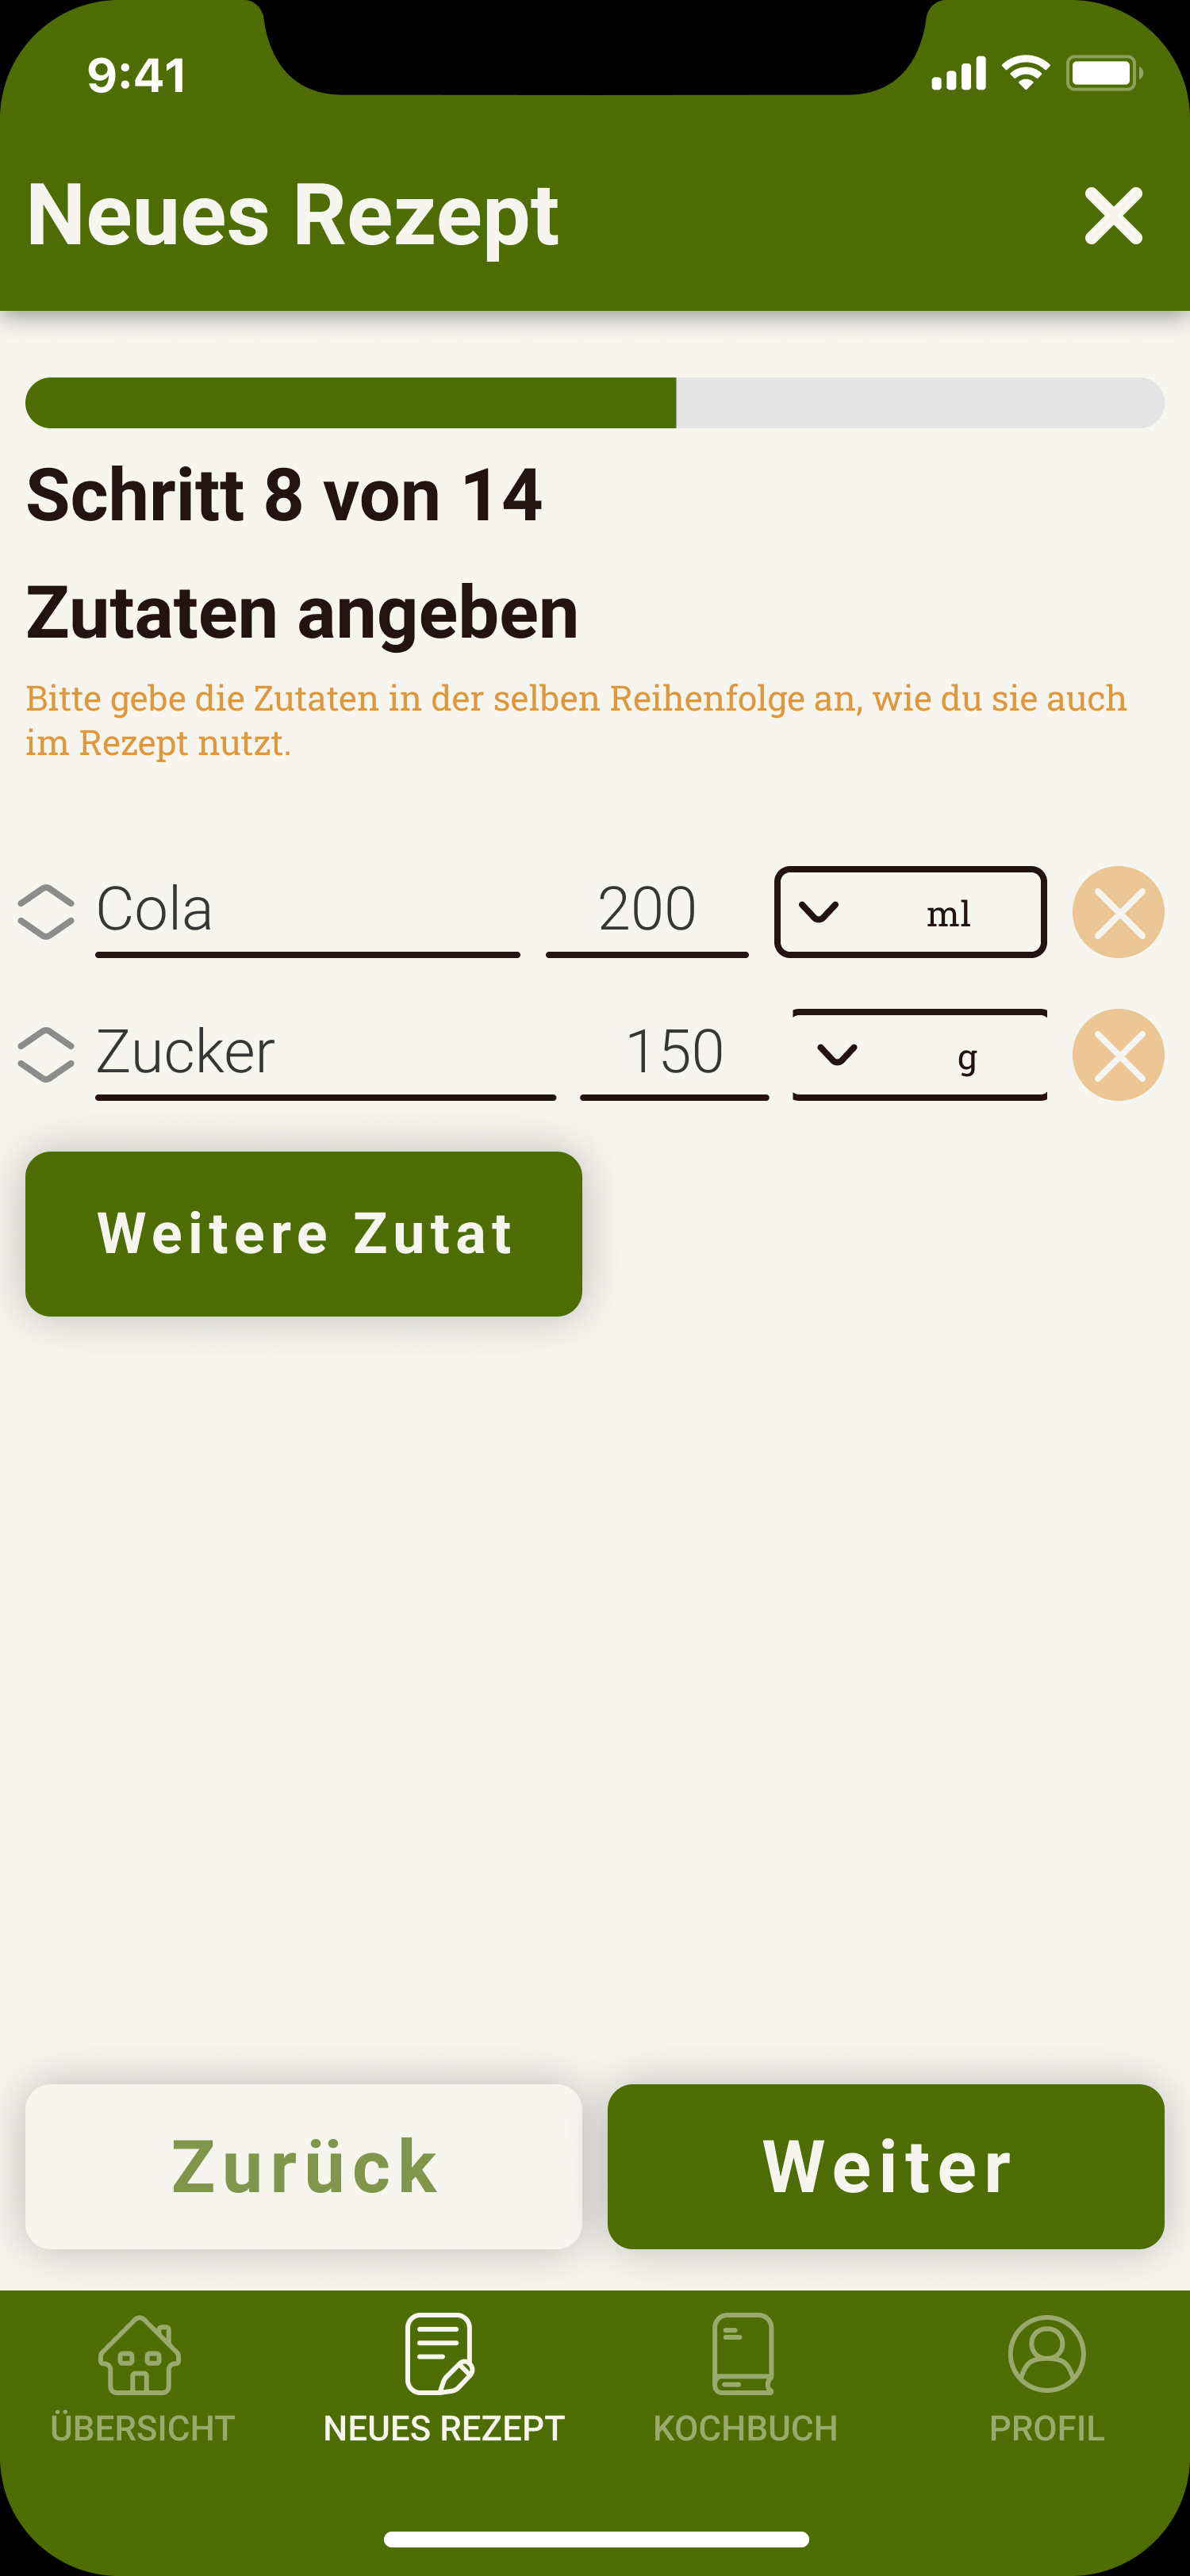 9:41
Neues Rezept
Schritt 8 von 14
Zutaten angeben
Bitte gebe die Zutaten in der selben Reihenfolge an, wie du sie auch
im Rezept nutzt.
Cola 200 ml
Zucker 150 g
Weitere Zutat
Zurück Weiter
ÜBERSICHT NEUES REZEPT KOCHBUCH PROFIL